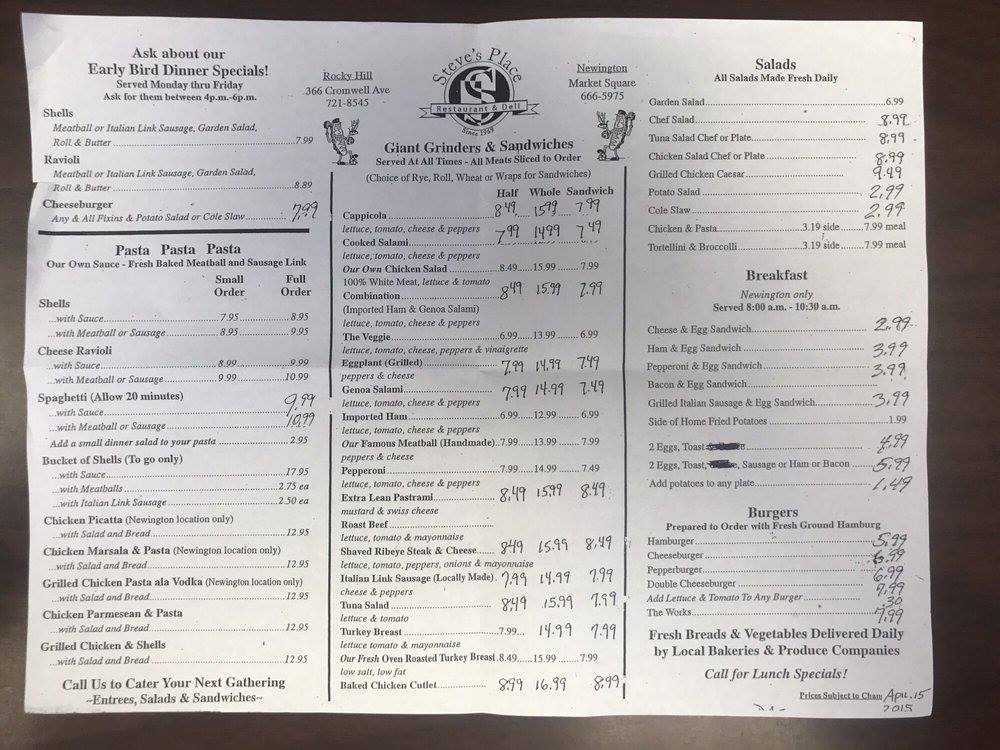 Ask about our
Early Bird Dinner Specials!
Served Monday thru Friday
Ask for them between 4p.m.-6p.m.
Shells
Meatball or Italian Link Sausage, Garden Salad,
Roll & Butter 7.99
Ravioli
Meatball or Italian Link Sausage, Garden Salad,
Roll & Butter 8.89
Cheeseburger
Any & All Fixins & Potato Salad or Cole Slaw 7.99
Pasta Pasta Pasta
Our Own Sauce - Fresh Baked Meatball and Sausage Link
Small Order Full Order
Shells
...with Sauce 7.95 8.95
...with Meatball or Sausage 8.95 9.95
Cheese Ravioli
...with Sauce 8.99 9.99
...with Meatball or Sausage 9.99 10.99
Spaghetti (Allow 20 minutes)
...with Sauce 9.99
...with Meatball or Sausage 10.99
Add a small dinner salad to your pasta 2.95
Bucket of Shells (To go only)
...with Sauce 17.95
...with Meatballs 2.75 ea
...with Italian Link Sausage 2.50 ea
Chicken Picatta (Newington location only)
...with Salad and Bread 12.95
Chicken Marsala & Pasta (Newington location only)
...with Salad and Bread 12.95
Grilled Chicken Pasta ala Vodka (Newington location only)
...with Salad and Bread 12.95
Chicken Parmesean & Pasta
...with Salad and Bread 12.95
Grilled Chicken & Shells
...with Salad and Bread 12.95
Call Us to Cater Your Next Gathering
~Entrees, Salads & Sandwiches~
Rocky Hill
366 Cromwell Ave
721-8545
Steve's Place
S
Restaurant & Deli
Since 1969
Newington
Market Square
666-5975
Giant Grinders & Sandwiches
Served At All Times - All Meats Sliced to Order
(Choice of Rye, Roll, Wheat or Wraps for Sandwiches)
Half Whole Sandwich
Cappicola 8.49 15.99 7.99
lettuce, tomato, cheese & peppers
Cooked Salami 7.99 14.99 7.49
lettuce, tomato, cheese & peppers
Our Own Chicken Salad 8.49 15.99 7.99
100% White Meat, lettuce & tomato
Combination 8.49 15.99 7.99
(Imported Ham & Genoa Salami)
lettuce, tomato, cheese & peppers
The Veggie 6.99 13.99 6.99
lettuce, tomato, cheese, peppers & vinaigrette
Eggplant (Grilled) 7.99 14.99 7.49
peppers & cheese
Genoa Salami 7.99 14.99 7.49
lettuce, tomato, cheese & peppers
Imported Ham 6.99 12.99 6.99
lettuce, tomato, cheese & peppers
Our Famous Meatball (Handmade) 7.99 13.99 7.99
peppers & cheese
Pepperoni 7.99 14.99 7.49
lettuce, tomato, cheese & peppers
Extra Lean Pastrami 8.49 15.99 8.49
mustard & swiss cheese
Roast Beef
lettuce, tomato & mayonnaise
Shaved Ribeye Steak & Cheese 8.49 15.99 8.49
lettuce, tomato, peppers, onions & mayonnaise
Italian Link Sausage (Locally Made) 7.99 14.99 7.99
cheese & peppers
Tuna Salad 8.49 15.99 7.99
lettuce & tomato
Turkey Breast 7.99 14.99 7.99
lettuce tomato & mayonnaise
Our Fresh Oven Roasted Turkey Breast 8.49 15.99 7.99
low salt, low fat
Baked Chicken Cutlet 8.99 16.99 8.99
Salads
All Salads Made Fresh Daily
Garden Salad 6.99
Chef Salad 8.99
Tuna Salad Chef or Plate 8.99
Chicken Salad Chef or Plate 8.99
Grilled Chicken Caesar 9.49
Potato Salad 2.99
Cole Slaw 2.99
Chicken & Pasta 3.19 side 7.99 meal
Tortellini & Broccolli 3.19 side 7.99 meal
Breakfast
Newington only
Served 8:00 a.m. - 10:30 a.m.
Cheese & Egg Sandwich 2.99
Ham & Egg Sandwich 3.99
Pepperoni & Egg Sandwich 3.99
Bacon & Egg Sandwich
Grilled Italian Sausage & Egg Sandwich 3.99
Side of Home Fried Potatoes 1.99
2 Eggs, Toast 4.99
2 Eggs, Toast, Sausage or Ham or Bacon 5.99
Add potatoes to any plate 1.49
Burgers
Prepared to Order with Fresh Ground Hamburg
Hamburger 5.99
Cheeseburger 6.99
Pepperburger 6.99
Double Cheeseburger 7.99
Add Lettuce & Tomato To Any Burger .30
The Works 7.99
Fresh Breads & Vegetables Delivered Daily
by Local Bakeries & Produce Companies
Call for Lunch Specials!
Prices Subject to April 15
2015